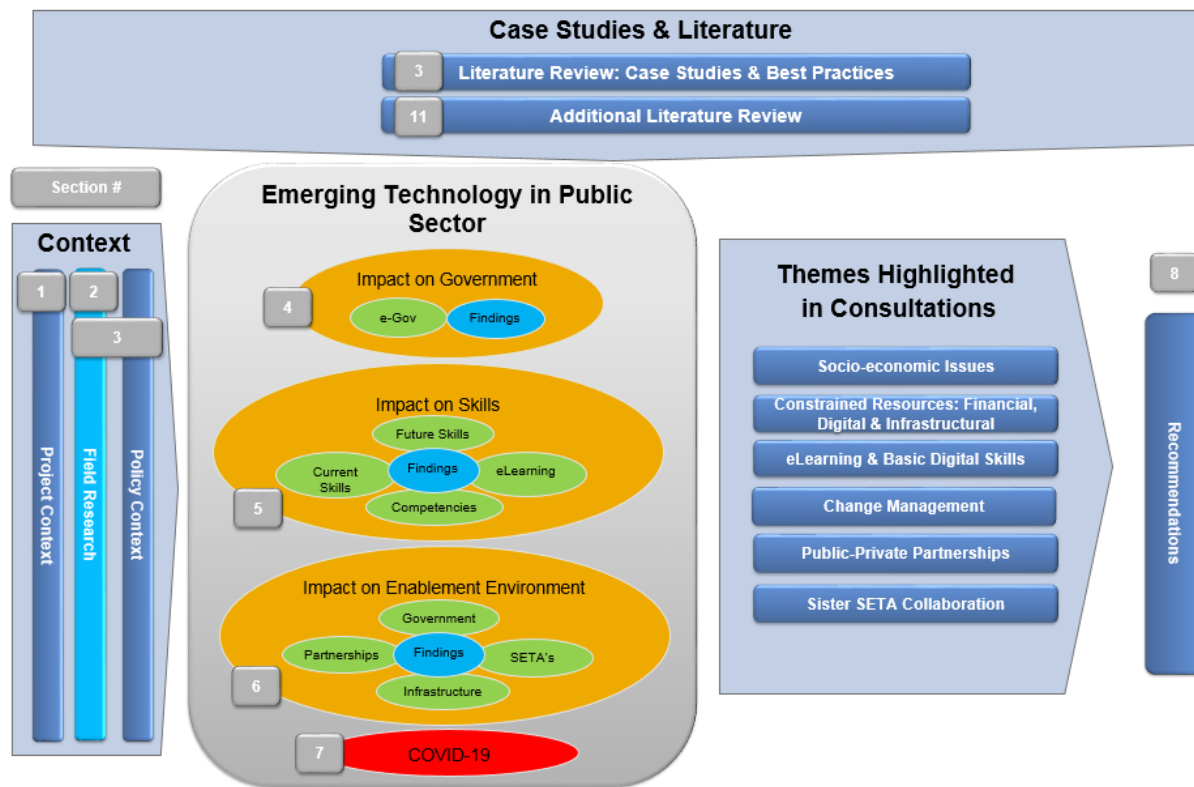 Case Studies & Literature
3
Literature Review: Case Studies & Best Practices
11
Additional Literature Review
Section #
Context
1
2
3
Project Context
Field Research
Policy Context
Emerging Technology in Public
Sector
Impact on Government
4
e-Gov
Findings
Impact on Skills
Future Skills
Current
Skills
Findings
eLearning
Competencies
5
Impact on Enablement Environment
Government
Partnerships
Findings
SETA's
Infrastructure
6
7
COVID-19
Themes Highlighted
in Consultations
Socio-economic Issues
Constrained Resources: Financial,
Digital & Infrastructural
eLearning & Basic Digital Skills
Change Management
Public-Private Partnerships
Sister SETA Collaboration
8
Recommendations